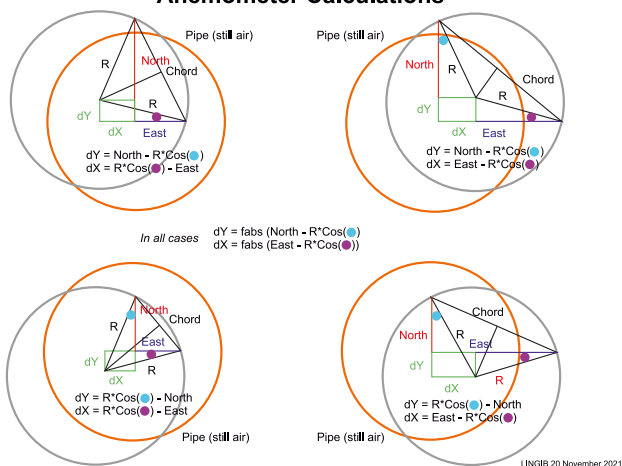 Anemometer Calculations
Pipe (still air)
R
North
Chord
R
dY
dX
East
dY = North - R*Cos( )
dX = R*Cos( ) - East
Pipe (still air)
North
R
Chord
dY
R
dX
East
dY = North - R*Cos( )
dX = East - R*Cos( )
In all cases
dY = fabs (North - R*Cos( )
dX = fabs (East - R*Cos( ))
North
R
Chord
East
dY
dX
R
dY = R*Cos( ) - North
dX = R*Cos( ) - East
Pipe (still air)
Chord
North
R
East
dY
dX
R
dY = R*Cos( ) - North
dX = East - R*Cos( )
Pipe (still air)
LINGIB 20 November 2021